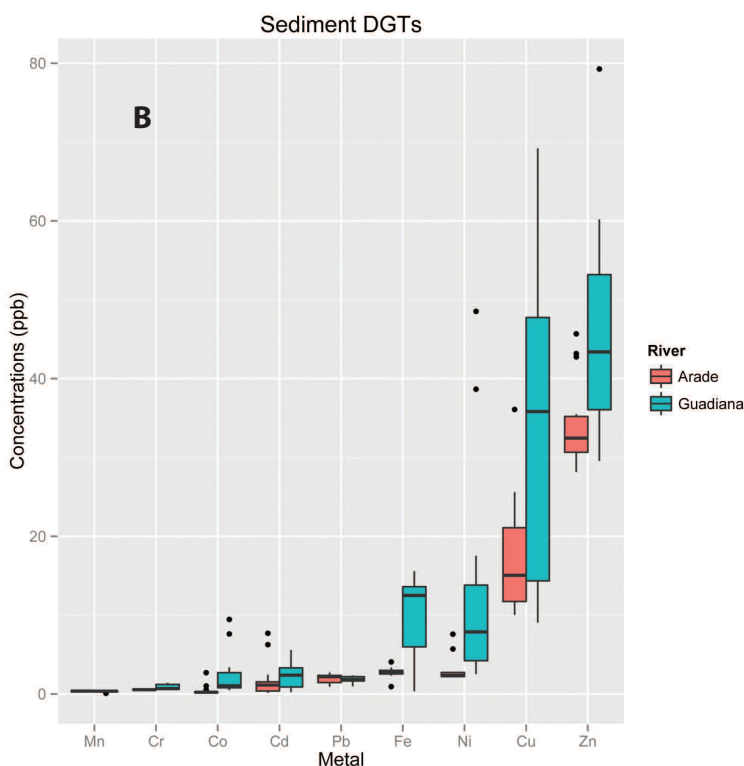 Sediment DGTs
B
80
60
40
20
0
Concentrations (ppb)
Mn Cr Co Cd Pb Fe Ni Cu Zn
Metal
River
Arade
Guadiana